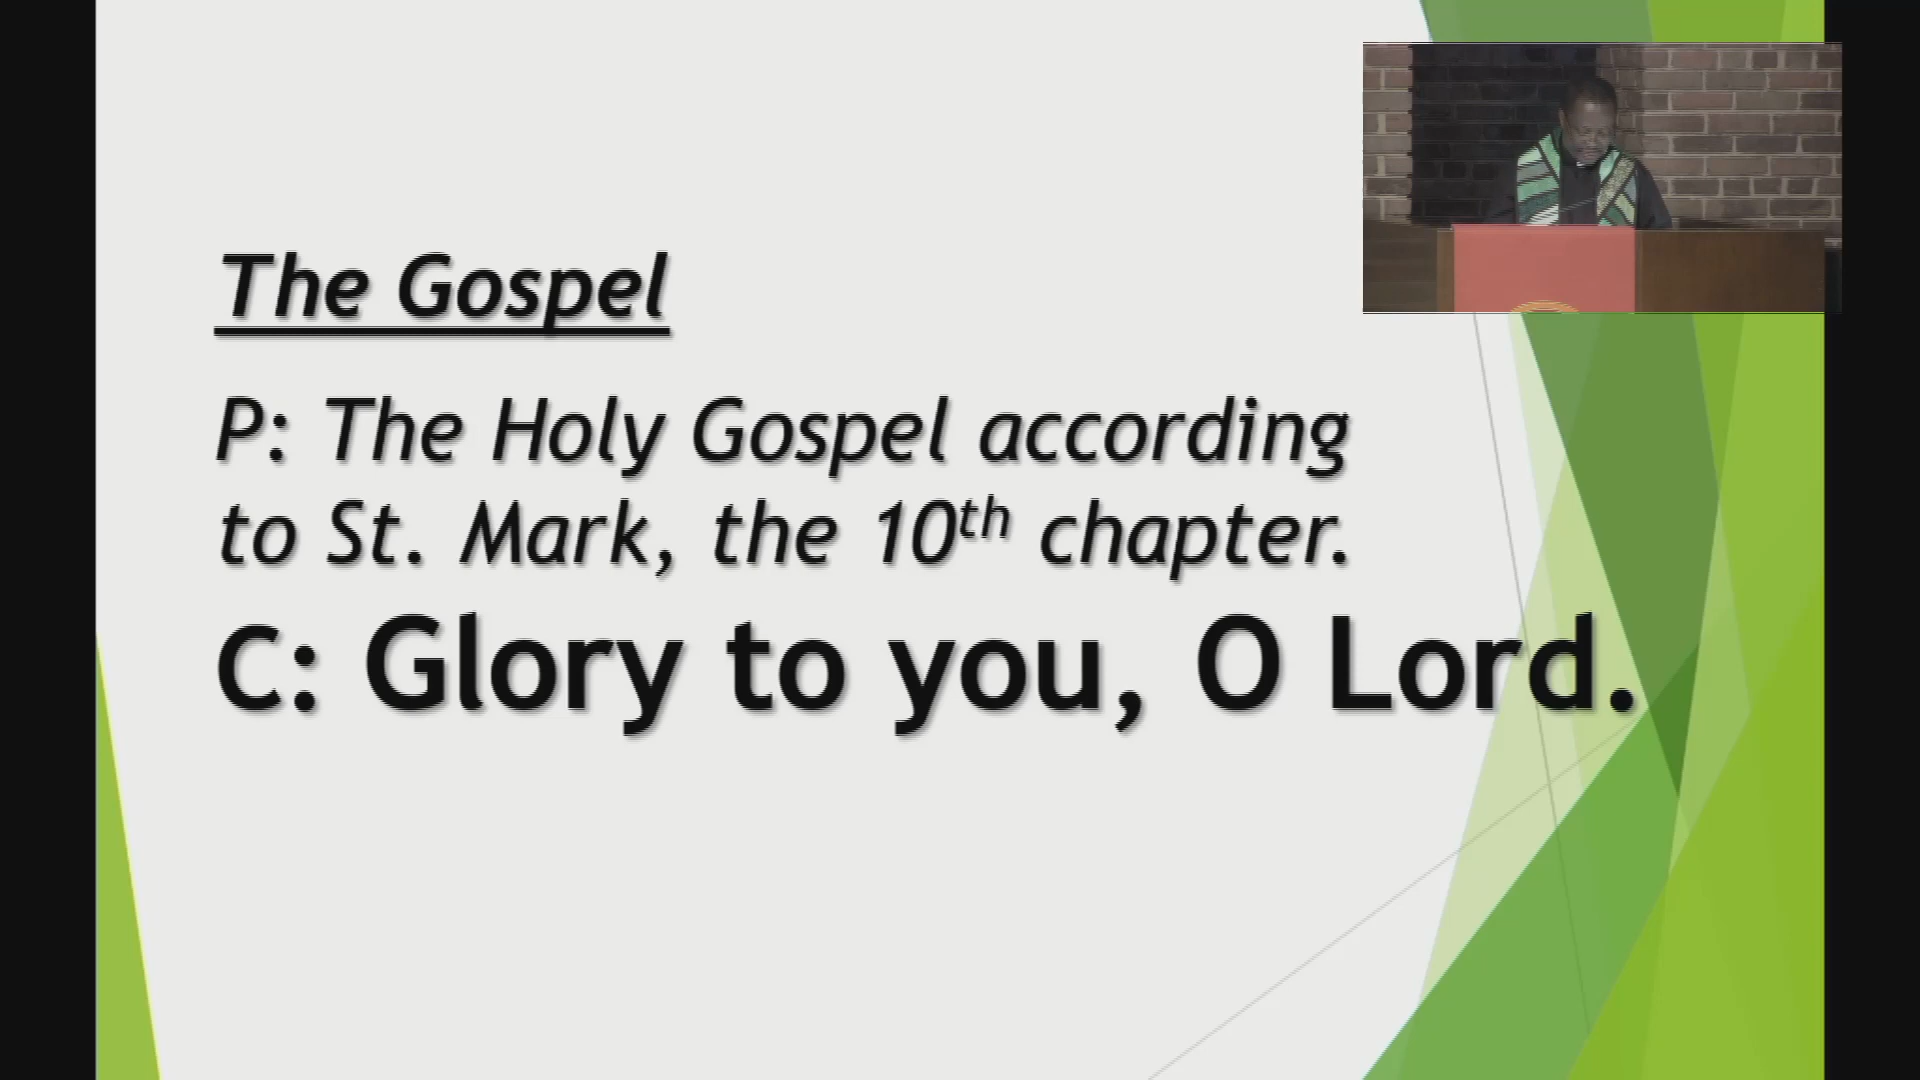 The Gospel
P: The Holy Gospel according
to St. Mark, the 10th chapter.
C: Glory to you, O Lord.